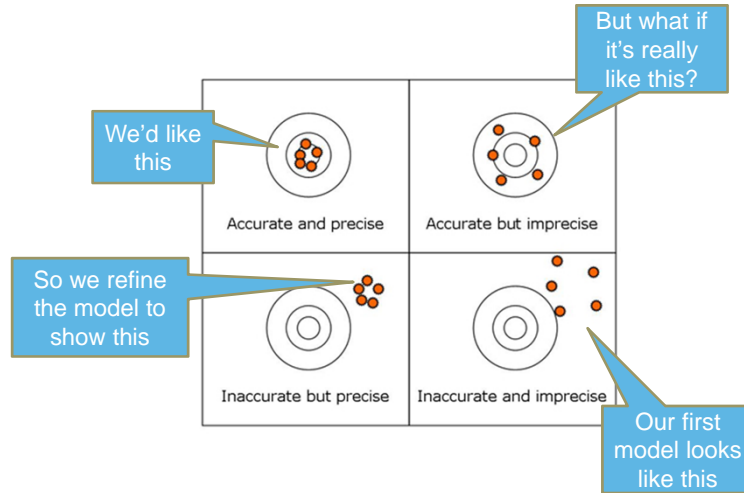 But what if
it's really
like this?
We'd like
this
Accurate and precise
Accurate but imprecise
So we refine
the model to
show this
Inaccurate but precise
Inaccurate and imprecise
Our first
model looks
like this